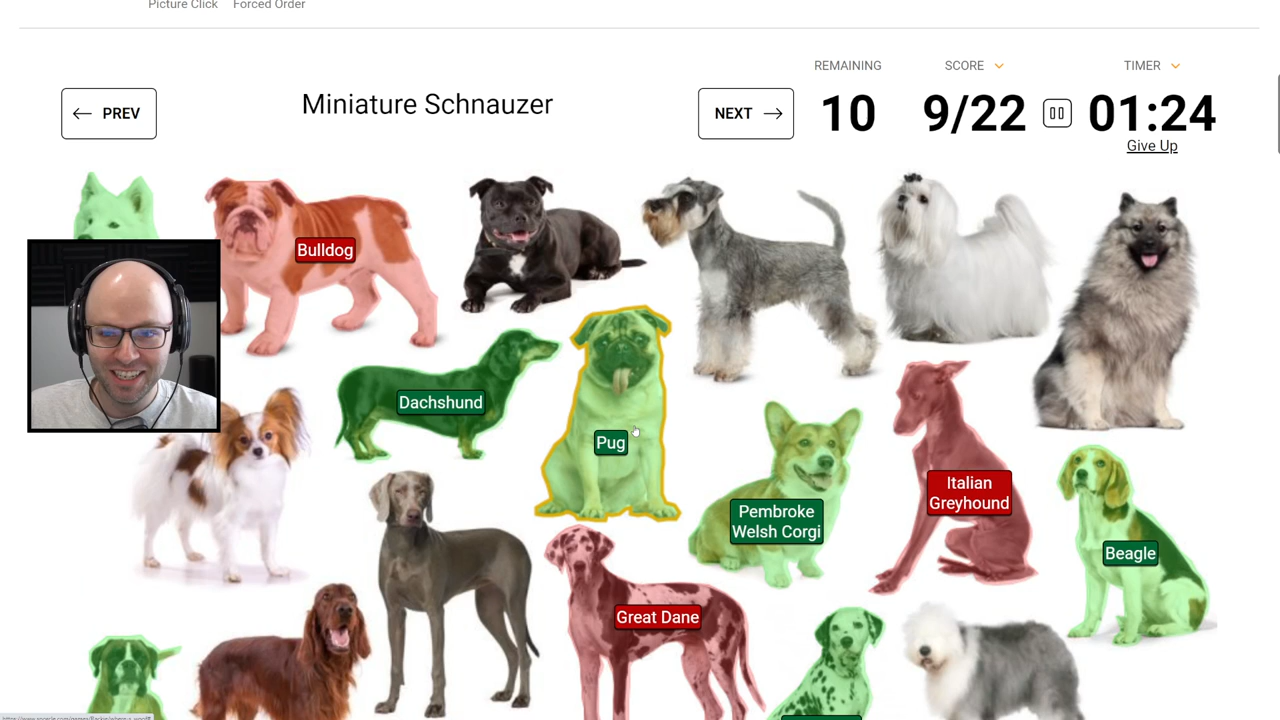 Picture Click Forced Order
REMAINING SCORE TIMER
PREV Miniature Schnauzer NEXT 10 9/22 01:24
Give Up
Bulldog
Dachshund
Pug
Pembroke
Welsh Corgi
Italian
Greyhound
Beagle
Great Dane